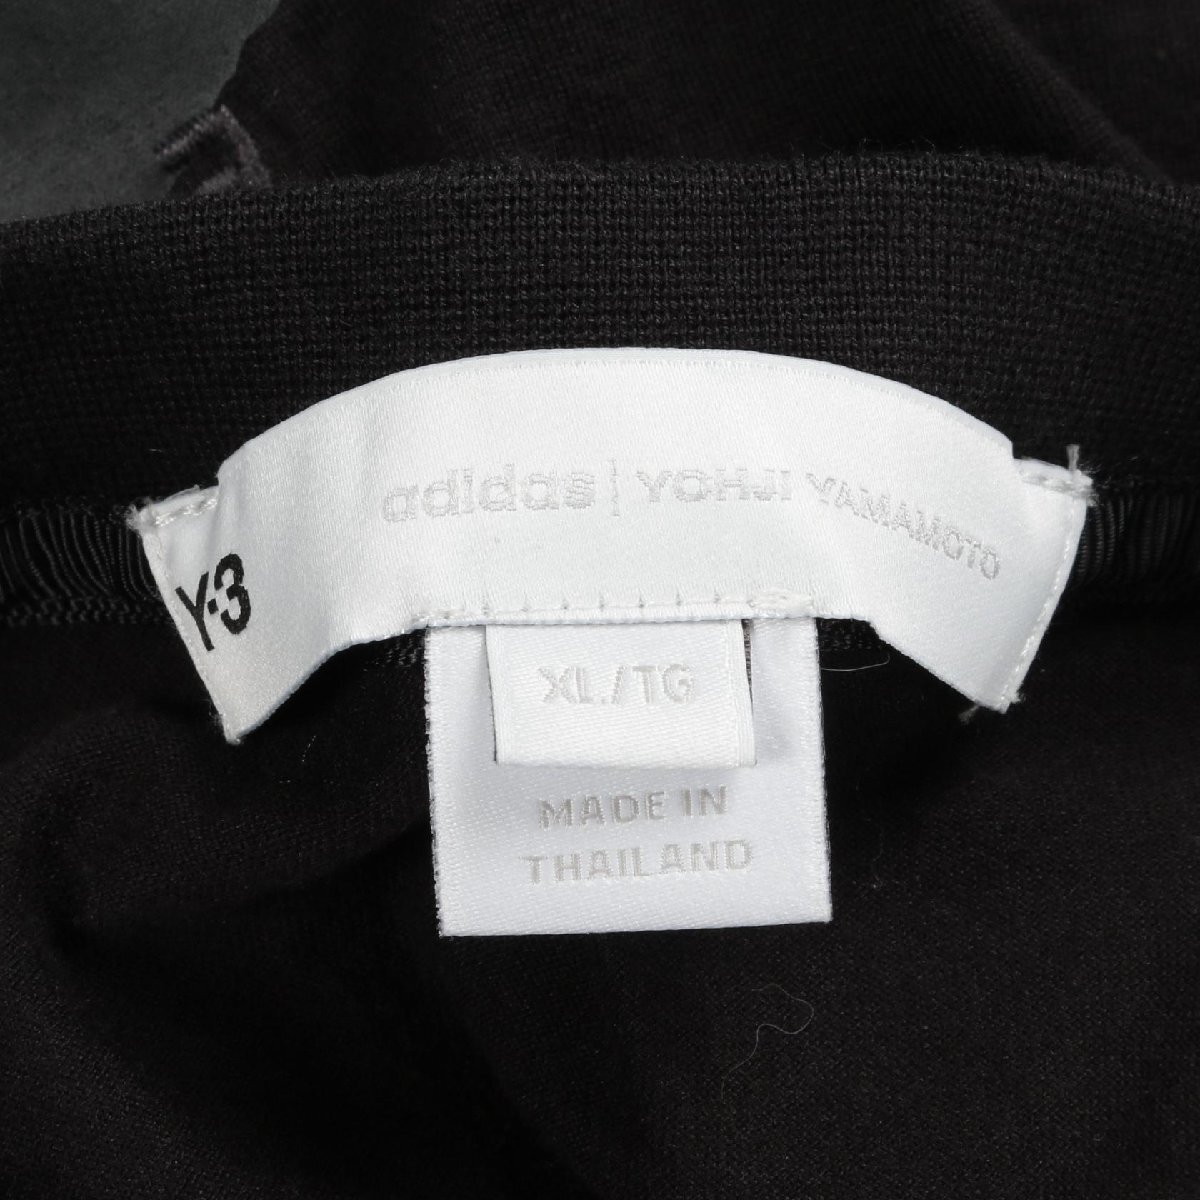 adidas | YOHJI YAMAMOTO
Y-3
XL/TG
MADE IN
THAILAND